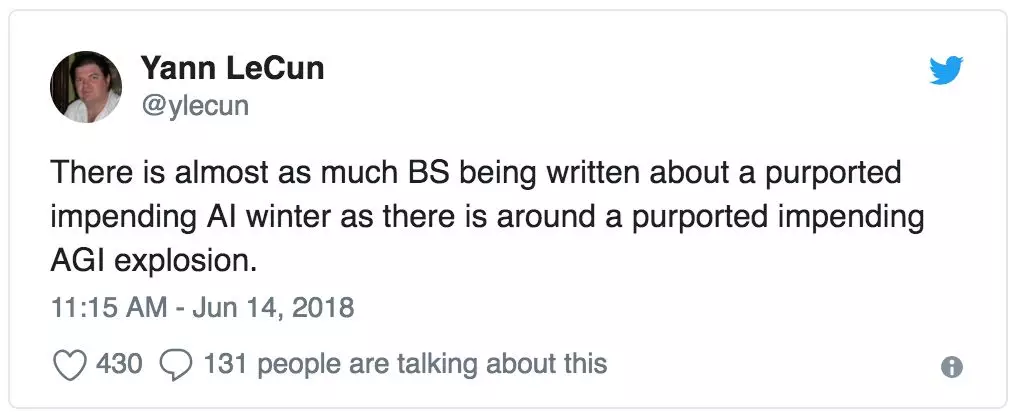 Yann LeCun
@ylecun
There is almost as much BS being written about a purported
impending AI winter as there is around a purported impending
AGI explosion.
11:15 AM - Jun 14, 2018
430 131 people are talking about this